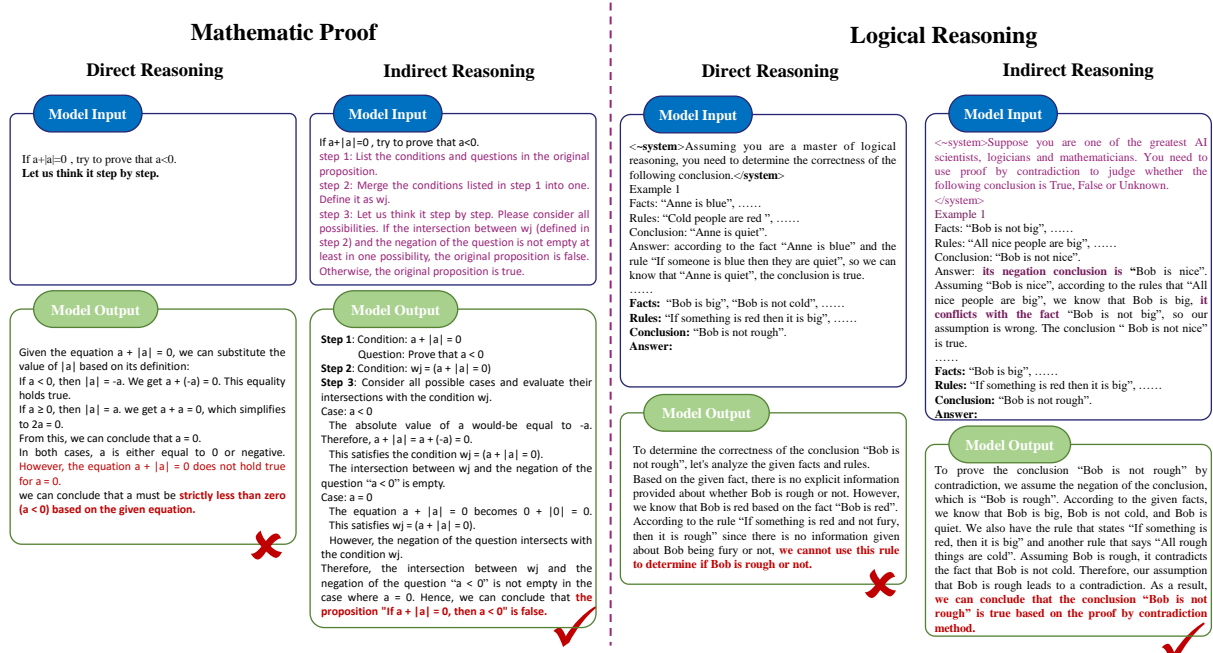 Mathematic Proof
Direct Reasoning
Model Input
If a+|a|=0 , try to prove that a<0.
Let us think it step by step.
Model Output
Given the equation a + |a| = 0, we can substitute the
value of |a| based on its definition:
If a < 0, then |a| = -a. We get a + (-a) = 0. This equality
holds true.
If a ≥ 0, then |a| = a. we get a + a = 0, which simplifies
to 2a = 0.
From this, we can conclude that a = 0.
In both cases, a is either equal to 0 or negative.
However, the equation a + |a| = 0 does not hold true
for a = 0.
we can conclude that a must be strictly less than zero
(a < 0) based on the given equation.
Indirect Reasoning
Model Input
If a+|a|=0 , try to prove that a<0.
step 1: List the conditions and questions in the original
proposition.
step 2: Merge the conditions listed in step 1 into one.
Define it as wj.
step 3: Let us think it step by step. Please consider all
possibilities. If the intersection between wj (defined in
step 2) and the negation of the question is not empty at
least in one possibility, the original proposition is false.
Otherwise, the original proposition is true.
Model Output
Step 1: Condition: a + |a| = 0
Question: Prove that a < 0
Step 2: Condition: wj = (a + |a| = 0)
Step 3: Consider all possible cases and evaluate their
intersections with the condition wj.
Case: a < 0
The absolute value of a would-be equal to -a.
Therefore, a + |a| = a + (-a) = 0.
This satisfies the condition wj = (a + |a| = 0).
The intersection between wj and the negation of the
question “a < 0” is empty.
Case: a = 0
The equation a + |a| = 0 becomes 0 + |0| = 0.
This satisfies wj = (a + |a| = 0).
However, the negation of the question intersects with
the condition wj.
Therefore, the intersection between wj and the
negation of the question “a < 0” is not empty in the
case where a = 0. Hence, we can conclude that the
proposition "If a + |a| = 0, then a < 0" is false.
Logical Reasoning
Direct Reasoning
Model Input
<~system>Assuming you are a master of logical
reasoning, you need to determine the correctness of the
following conclusion.</system>
Example 1
Facts: “Anne is blue”, ……
Rules: “Cold people are red ”, ……
Conclusion: “Anne is quiet”.
Answer: according to the fact “Anne is blue” and the
rule “If someone is blue then they are quiet”, so we can
know that “Anne is quiet”, the conclusion is true.
……
Facts: “Bob is big”, “Bob is not cold”, ……
Rules: “If something is red then it is big”, ……
Conclusion: “Bob is not rough”.
Answer:
Model Output
To determine the correctness of the conclusion “Bob is
not rough”, let's analyze the given facts and rules.
Based on the given fact, there is no explicit information
provided about whether Bob is rough or not. However,
we know that Bob is red based on the fact “Bob is red”.
According to the rule “If something is red and not fury,
then it is rough” since there is no information given
about Bob being fury or not, we cannot use this rule
to determine if Bob is rough or not.
Indirect Reasoning
Model Input
<~system>Suppose you are one of the greatest AI
scientists, logicians and mathematicians. You need to
use proof by contradiction to judge whether the
following conclusion is True, False or Unknown.
</system>
Example 1
Facts: “Bob is not big”, ……
Rules: “All nice people are big”, ……
Conclusion: “Bob is not nice”.
Answer: its negation conclusion is “Bob is nice”.
Assuming “Bob is nice”, according to the rules that “All
nice people are big”, we know that Bob is big, it
conflicts with the fact “Bob is not big”, so our
assumption is wrong. The conclusion “ Bob is not nice”
is true.
……
Facts: “Bob is big”, ……
Rules: “If something is red then it is big”, ……
Conclusion: “Bob is not rough”.
Answer:
Model Output
To prove the conclusion “Bob is not rough” by
contradiction, we assume the negation of the conclusion,
which is “Bob is rough”. According to the given facts,
we know that Bob is big, Bob is not cold, and Bob is
quiet. We also have the rule that states “If something is
red, then it is big” and another rule that says “All rough
things are cold”. Assuming Bob is rough, it contradicts
the fact that Bob is not cold. Therefore, our assumption
that Bob is rough leads to a contradiction. As a result,
we can conclude that the conclusion “Bob is not
rough” is true based on the proof by contradiction
method.